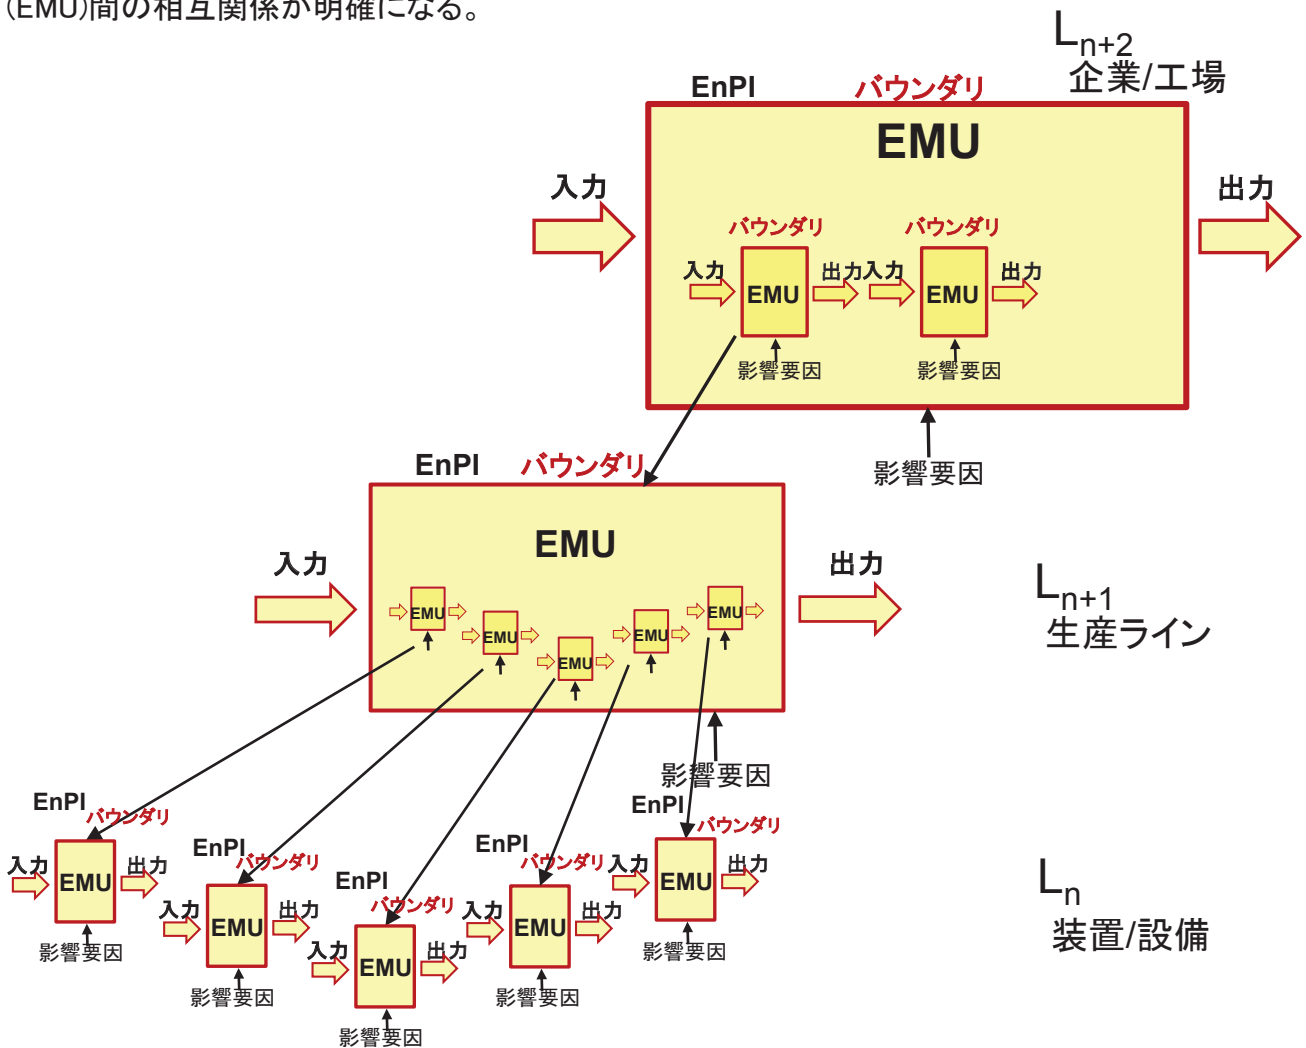 (EMU)間の相互関係が明確になる。
Ln+2
企業/工場
EnPI バウンダリ
EMU
入力 出力
バウンダリ バウンダリ
入力 EMU 出力 入力 EMU 出力
影響要因 影響要因
影響要因
EnPI バウンダリ
EMU
入力 出力
Ln+1
生産ライン
EMU EMU EMU EMU EMU
影響要因
EnPI バウンダリ
入力 EMU 出力
影響要因
EnPI バウンダリ
入力 EMU 出力
影響要因
EnPI バウンダリ
入力 EMU 出力
影響要因
EnPI バウンダリ
入力 EMU 出力
影響要因
EnPI バウンダリ
入力 EMU 出力
影響要因
Ln
装置/設備